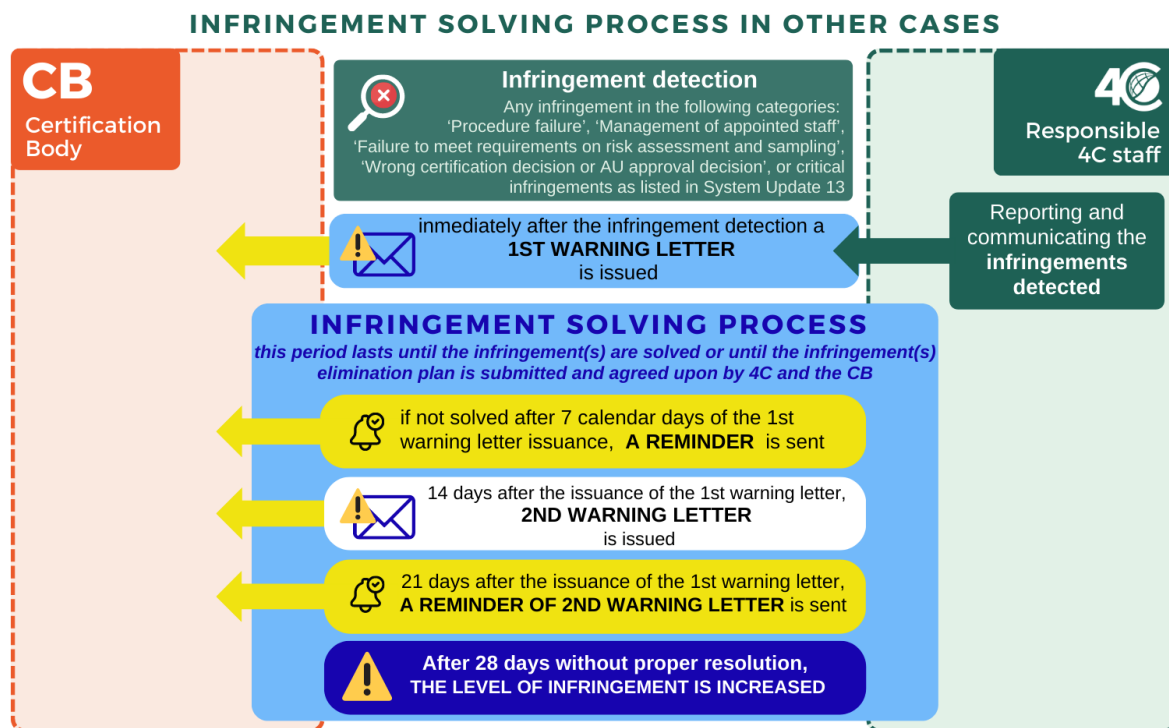 INFRINGEMENT SOLVING PROCESS IN OTHER CASES
CB
Certification
Body
Infringement detection
Any infringement in the following categories:
‘Procedure failure’, ‘Management of appointed staff’,
‘Failure to meet requirements on risk assessment and sampling’,
‘Wrong certification decision or AU approval decision’, or critical
infringements as listed in System Update 13
4C
Responsible
4C staff
Reporting and
communicating the
infringements
detected
inmediately after the infringement detection a
1ST WARNING LETTER
is issued
INFRINGEMENT SOLVING PROCESS
this period lasts until the infringement(s) are solved or until the infringement(s)
elimination plan is submitted and agreed upon by 4C and the CB
if not solved after 7 calendar days of the 1st
warning letter issuance, A REMINDER is sent
14 days after the issuance of the 1st warning letter,
2ND WARNING LETTER
is issued
21 days after the issuance of the 1st warning letter,
A REMINDER OF 2ND WARNING LETTER is sent
After 28 days without proper resolution,
THE LEVEL OF INFRINGEMENT IS INCREASED